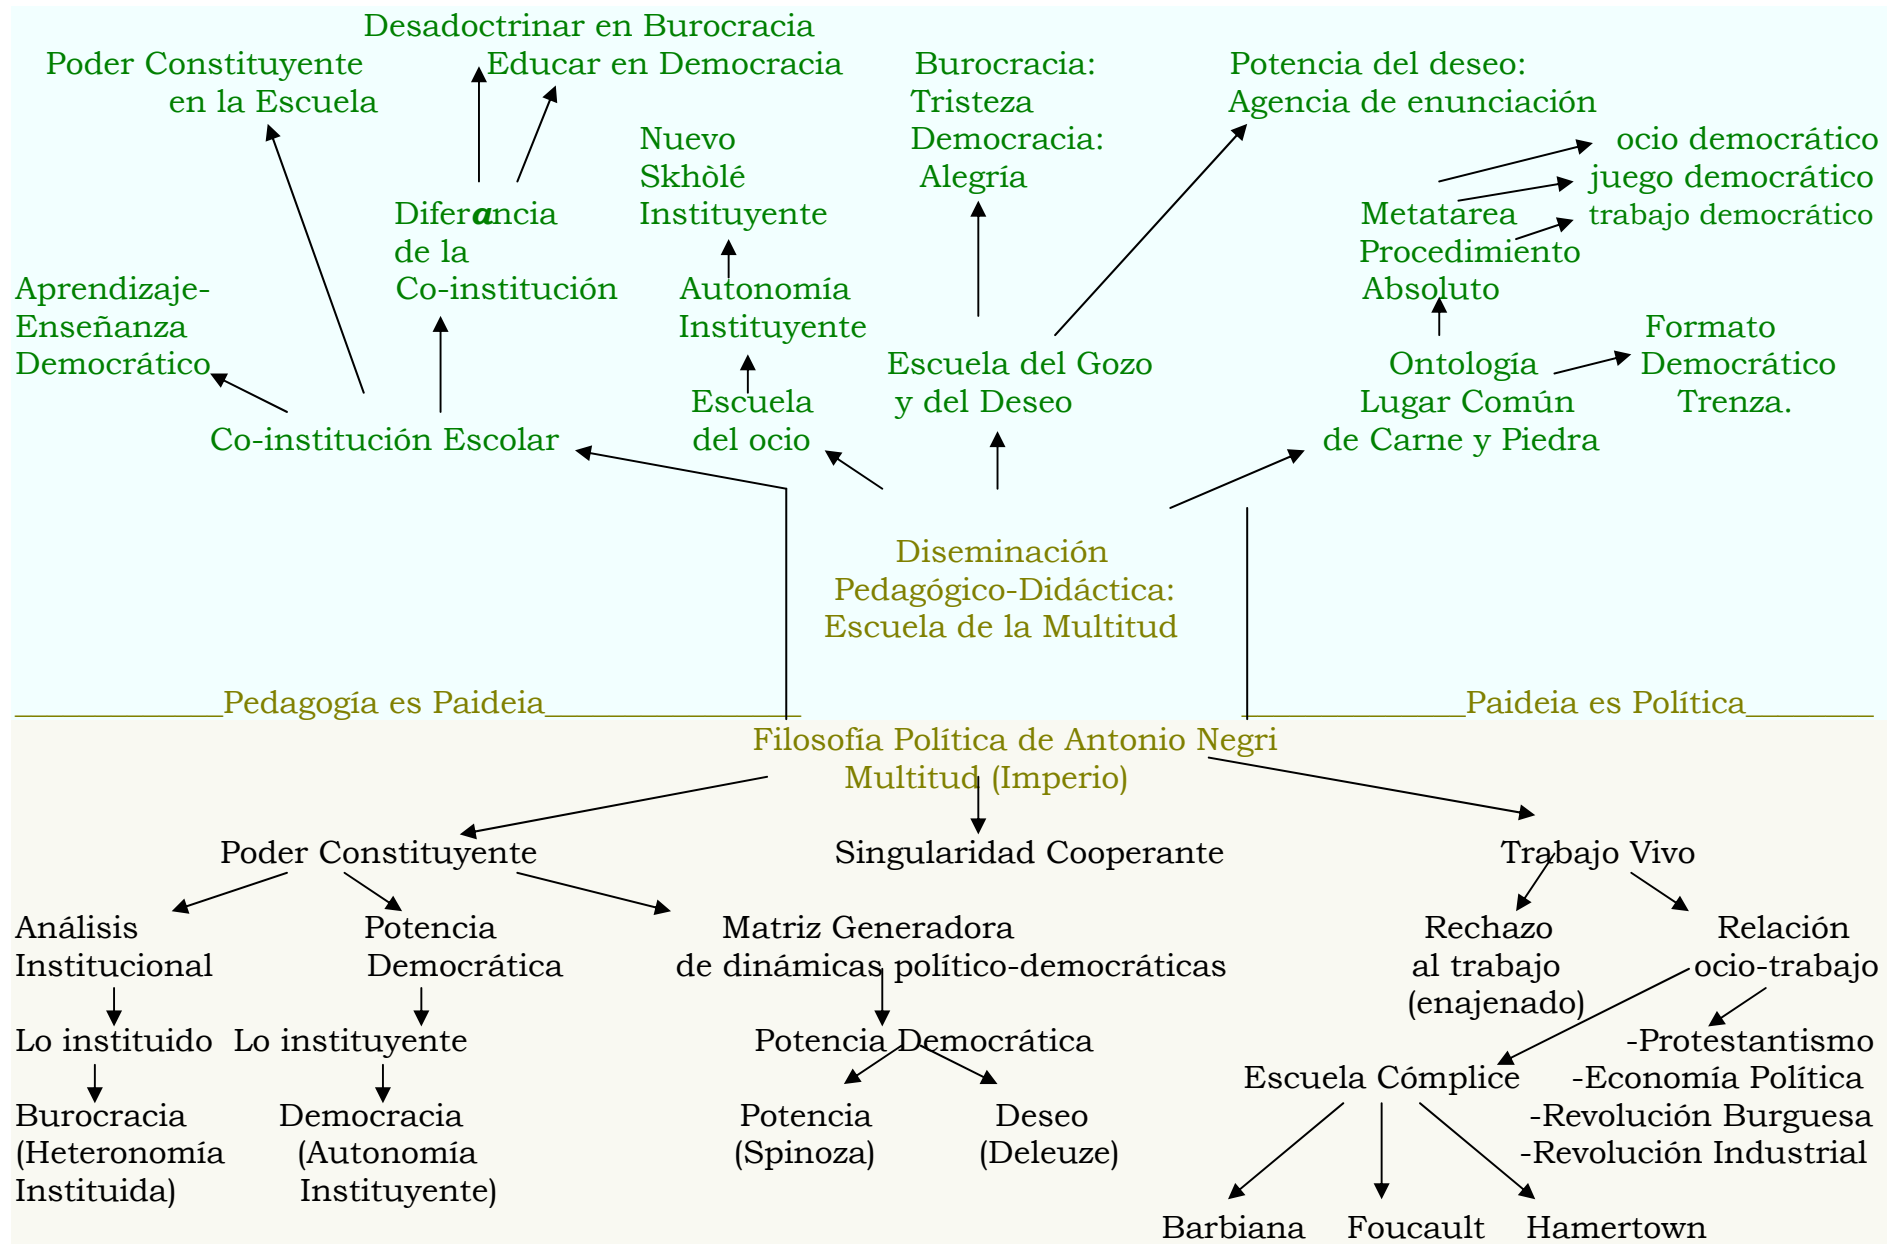 Desadoctrinar en Burocracia
Poder Constituyente
en la Escuela
Educar en Democracia
Burocracia:
Tristeza
Democracia:
Alegría
Potencia del deseo:
Agencia de enunciación
Nuevo
Skhòlé
Instituyente
ocio democrático
juego democrático
trabajo democrático
Diferancia
de la
Co-institución
Metatarea
Procedimiento
Absoluto
Aprendizaje-
Enseñanza
Democrático
Autonomía
Instituyente
Formato
Democrático
Trenza.
Escuela del Gozo
y del Deseo
Ontología
Lugar Común
de Carne y Piedra
Escuela
del ocio
Co-institución Escolar
Diseminación
Pedagógico-Didáctica:
Escuela de la Multitud
Pedagogía es Paideia
Paideia es Política
Filosofía Política de Antonio Negri
Multitud (Imperio)
Poder Constituyente
Singularidad Cooperante
Trabajo Vivo
Análisis
Institucional
Potencia
Democrática
Matriz Generadora
de dinámicas político-democráticas
Rechazo
al trabajo
(enajenado)
Relación
ocio-trabajo
Lo instituido
Lo instituyente
Potencia Democrática
-Protestantismo
-Economía Política
-Revolución Burguesa
-Revolución Industrial
Escuela Cómplice
Burocracia
(Heteronomía
Instituida)
Democracia
(Autonomía
Instituyente)
Potencia
(Spinoza)
Deseo
(Deleuze)
Barbiana
Foucault
Hamertown